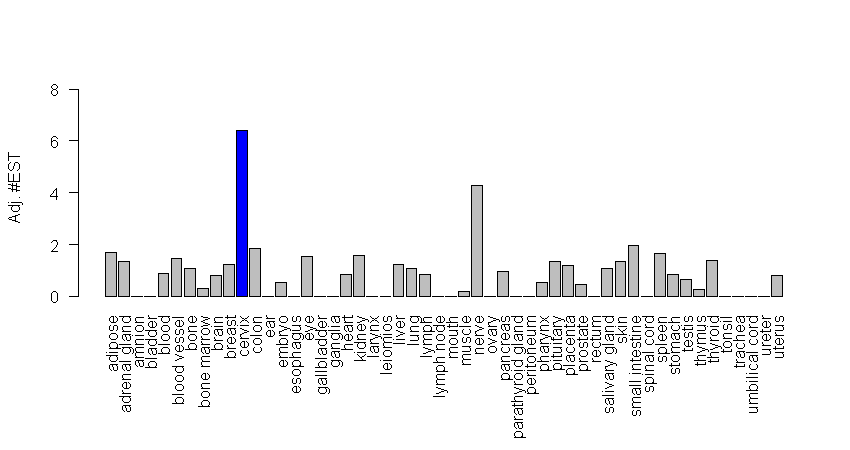 Adj. #EST
8
6
4
2
0
adipose
adrenal gland
amnion
bladder
blood
blood vessel
bone
bone marrow
brain
breast
cervix
colon
ear
embryo
esophagus
eye
gallbladder
ganglia
heart
kidney
larynx
leiomios
liver
lung
lymph
lymph node
mouth
muscle
nerve
ovary
pancreas
parathyroid gland
peritoneum
pharynx
pituitary
placenta
prostate
rectum
salivary gland
skin
small intestine
spinal cord
spleen
stomach
testis
thymus
thyroid
tonsil
trachea
umbilical cord
ureter
uterus